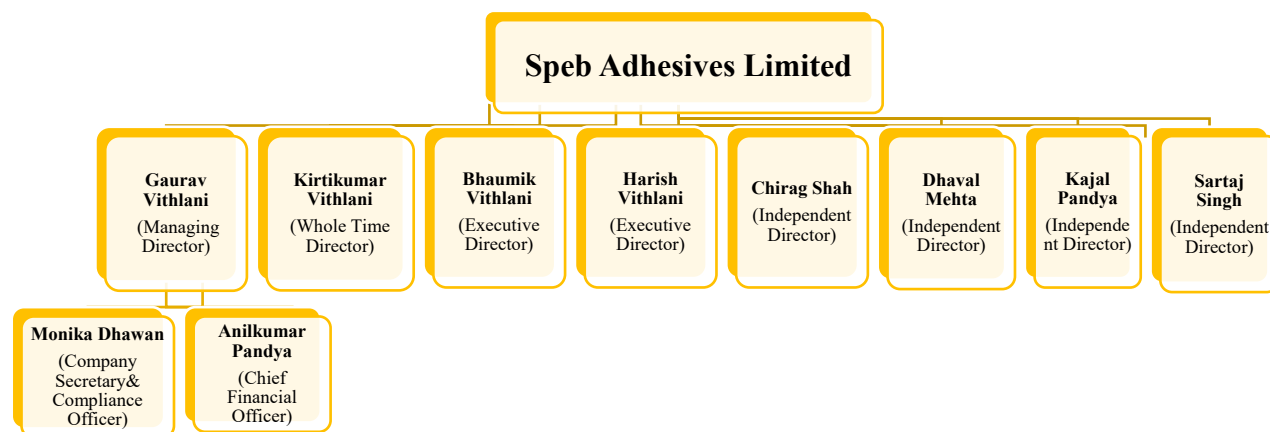 Speb Adhesives Limited
Gaurav
Vithlani
(Managing
Director)
Kirtikumar
Vithlani
(Whole Time
Director)
Bhaumik
Vithlani
(Executive
Director)
Harish
Vithlani
(Executive
Director)
Chirag Shah
(Independent
Director)
Dhaval
Mehta
(Independent
Director)
Kajal
Pandya
(Independe
nt Director)
Sartaj
Singh
(Independent
Director)
Monika Dhawan
(Company
Secretary&
Compliance
Officer)
Anilkumar
Pandya
(Chief
Financial
Officer)